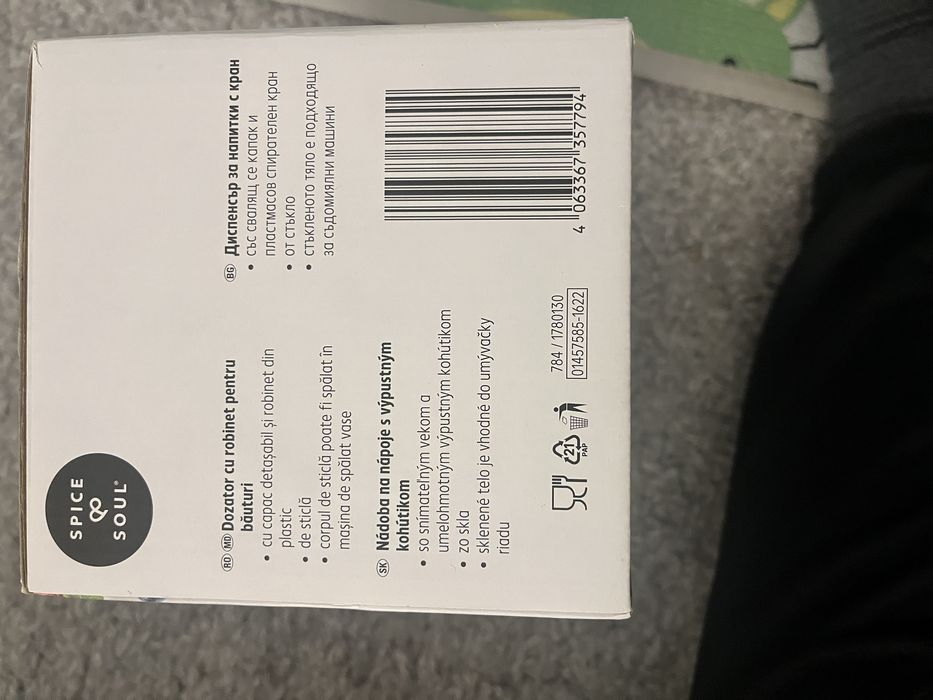 SPICE
&
SOUL®
RO MD Dozator cu robinet pentru
băuturi
• cu capac detașabil și robinet din
plastic
• de sticlă
• corpul de sticlă poate fi spălat în
mașina de spălat vase
SK Nádoba na nápoje s výpustným
kohútikom
• so snímateľným vekom a
umelohmotným výpustným kohútikom
• zo skla
• sklenené telo je vhodné do umývačky
riadu
BG Диспенсър за напитки с кран
• със свалящ се капак и
пластмасов спирателен кран
• от стъкло
• стъкленото тяло е подходящо
за съдомиялни машини
21
PAP
784 / 1780130
01457585-1622
4 063367 357794